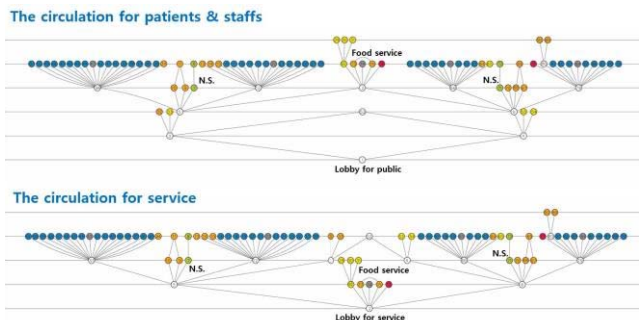 The circulation for patients & staffs
Food service
N.S.
N.S.
Lobby for public
The circulation for service
N.S.
N.S.
Food service
Lobby for service